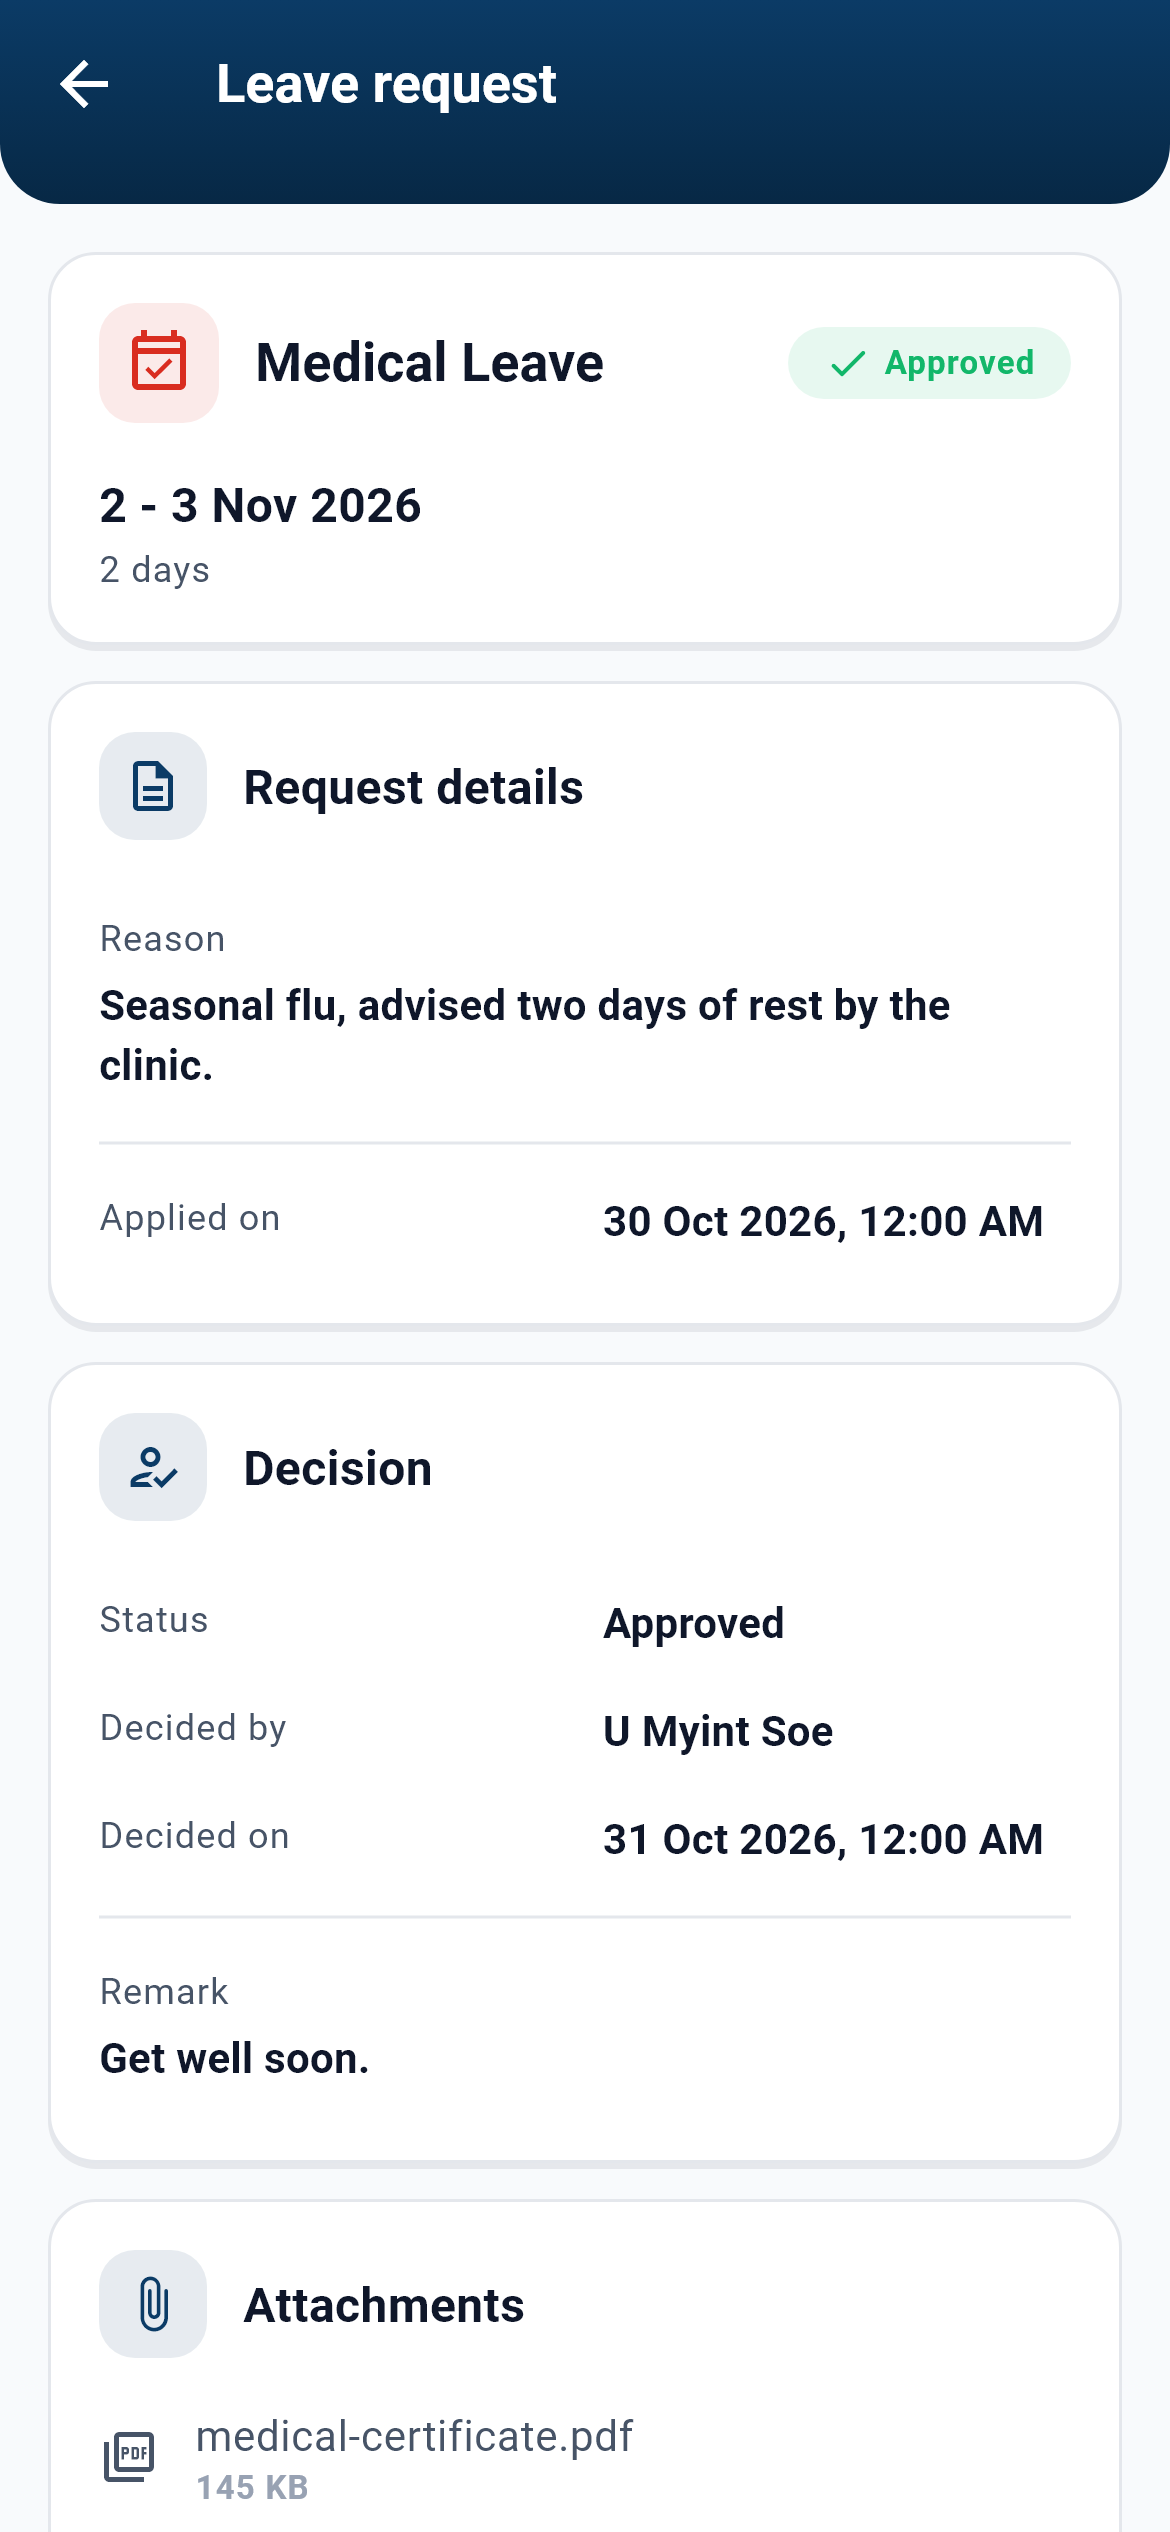 Leave request
Medical Leave
Approved
2 - 3 Nov 2026
2 days
Request details
Reason
Seasonal flu, advised two days of rest by the
clinic.
Applied on
30 Oct 2026, 12:00 AM
Decision
Status
Approved
Decided by
U Myint Soe
Decided on
31 Oct 2026, 12:00 AM
Remark
Get well soon.
Attachments
PDF
medical-certificate.pdf
145 KB